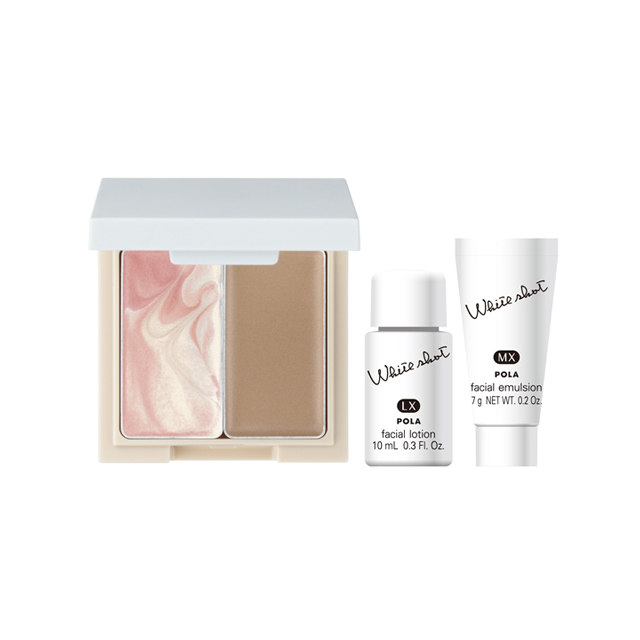 White shot
LX
POLA
facial lotion
10 mL 0.3 Fl. Oz.
White shot
MX
POLA
facial emulsion
7 g NET WT. 0.2 Oz.